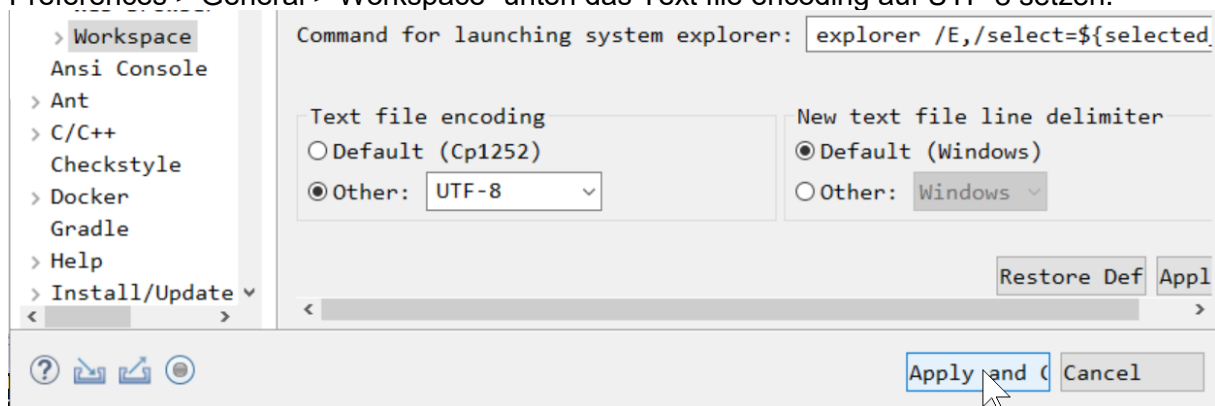 Preferences > General > Workspace unten das Text file encoding auf UTF-8 setzen.
> Workspace
Ansi Console
> Ant
> C/C++
Checkstyle
> Docker
Gradle
> Help
> Install/Update
Command for launching system explorer: explorer /E,/select=${selected_
Text file encoding
Default (Cp1252)
Other: UTF-8
New text file line delimiter
Default (Windows)
Other: Windows
Restore Def Appl
Apply and C Cancel